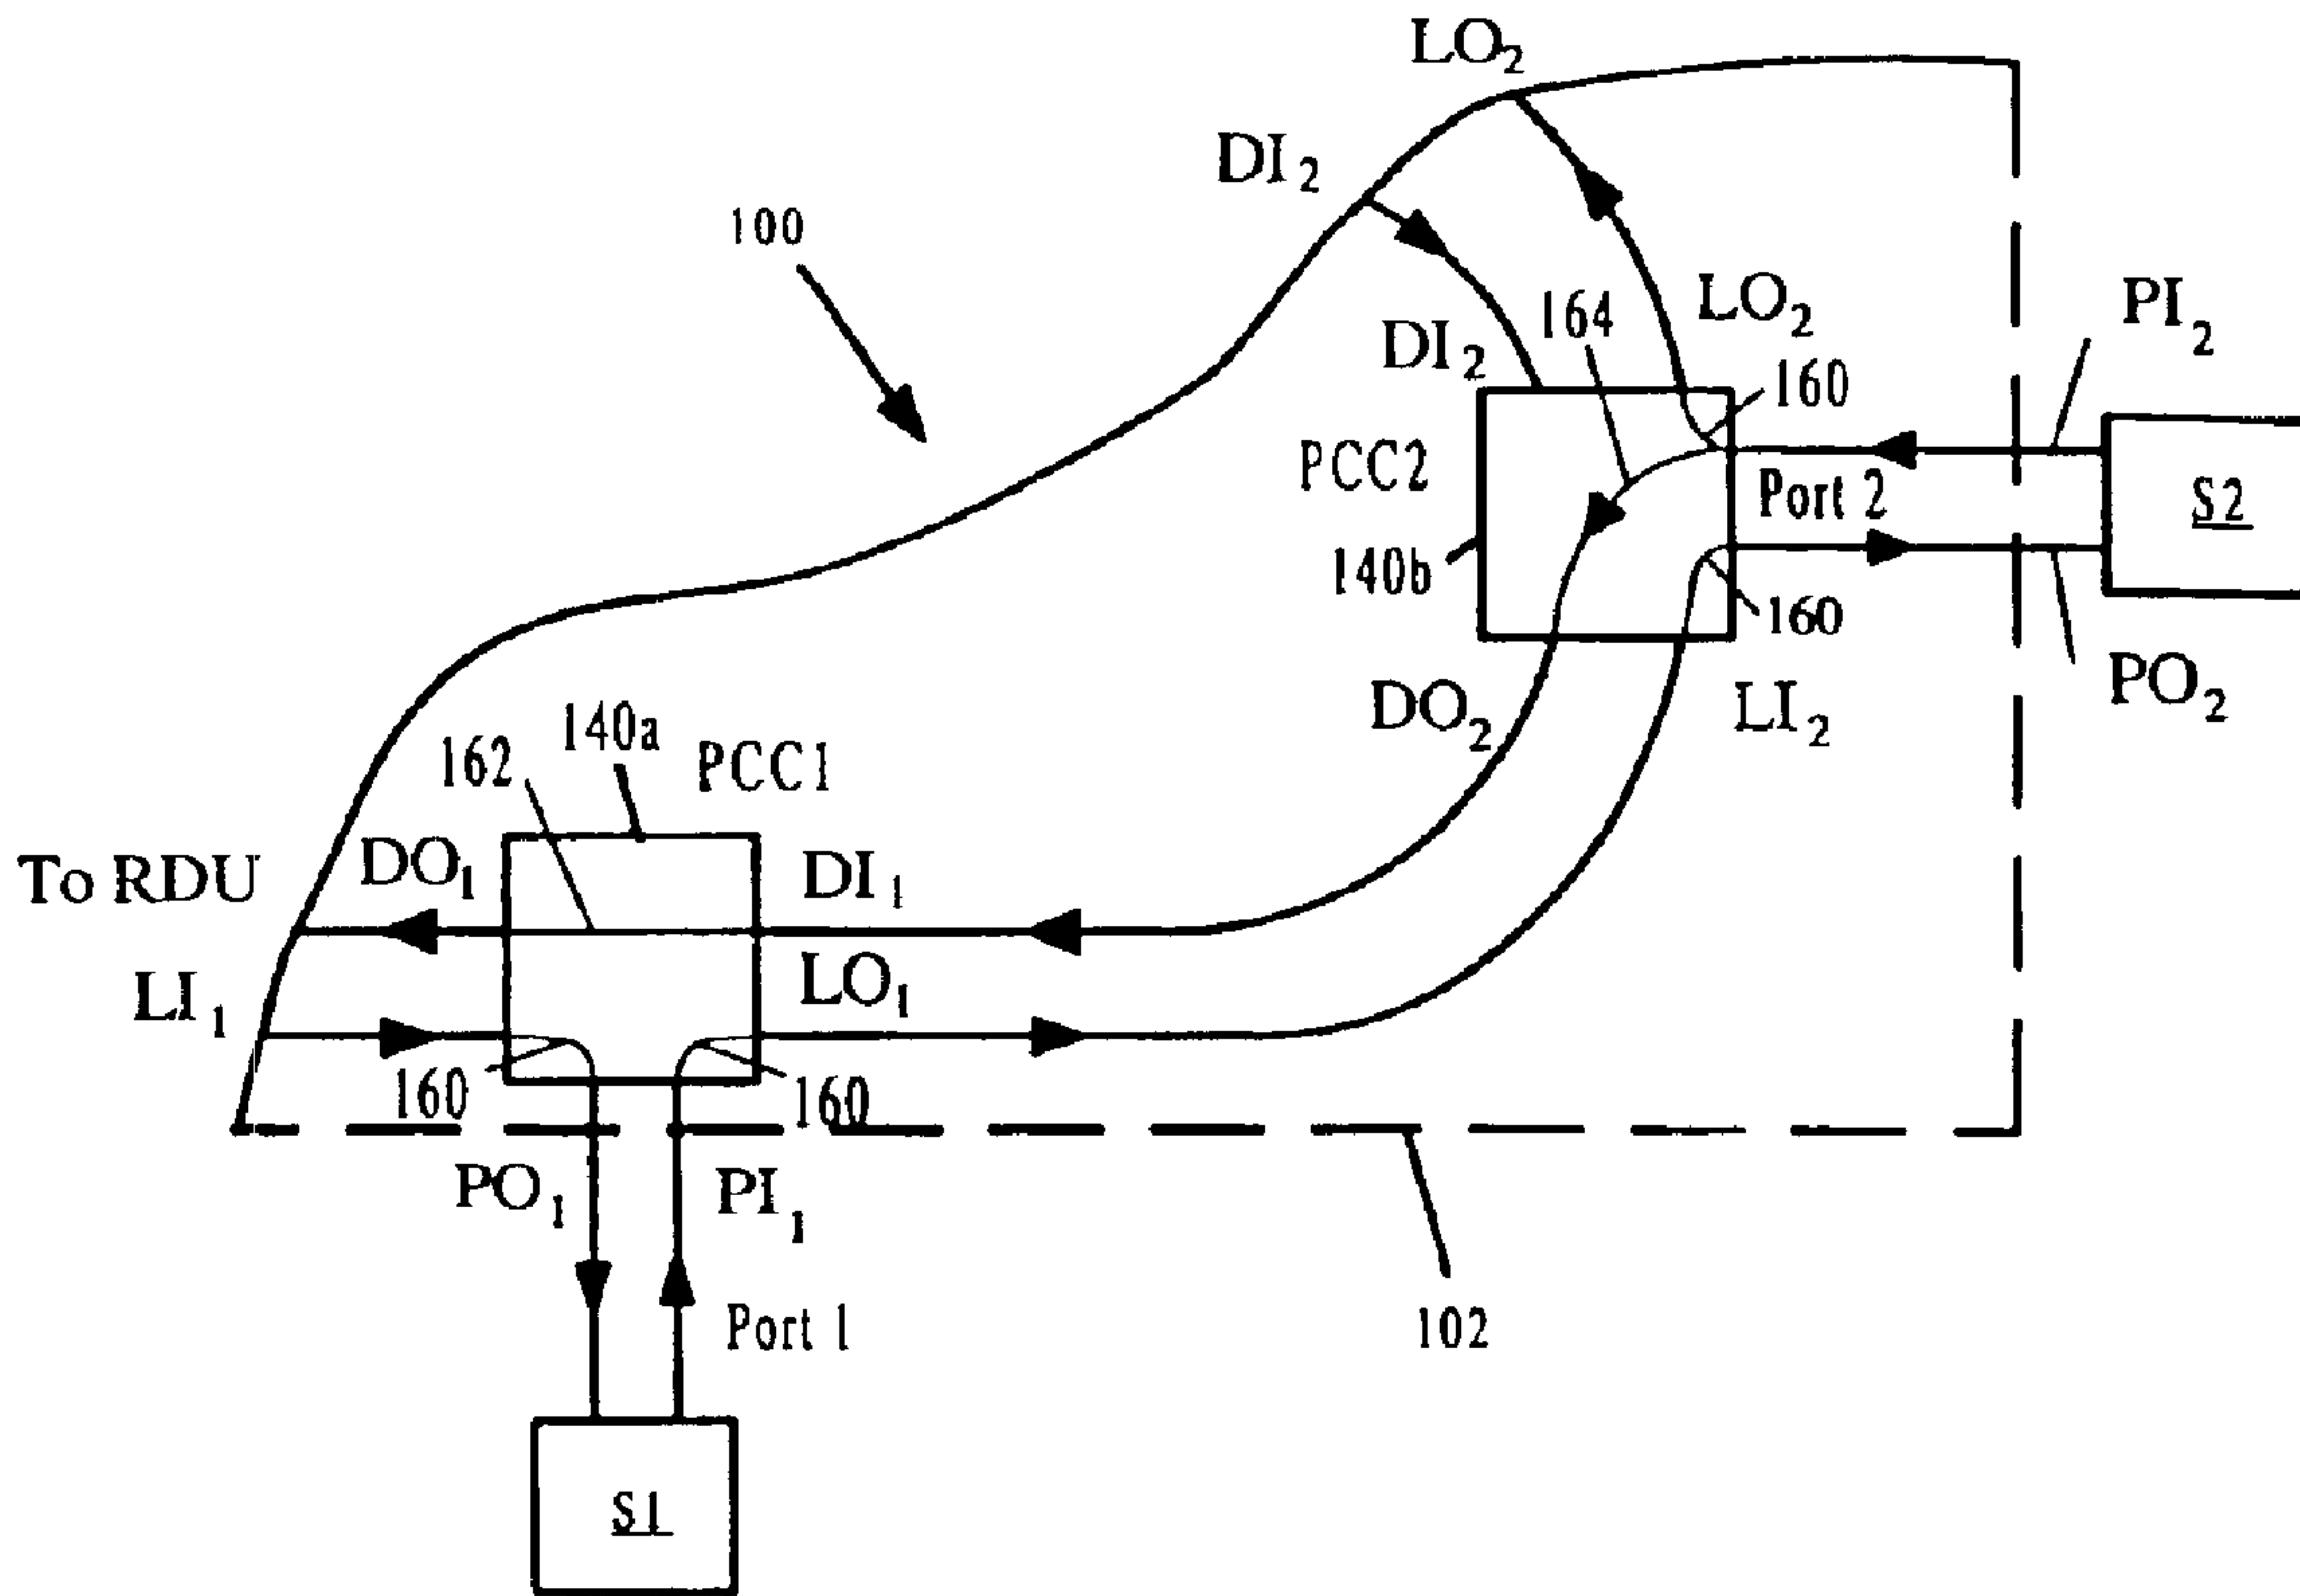 LO2
DI2
100
LO2
PI2
164
DI2
160
PCC2
Port 2
S2
140b
160
DO2
LI2
PO2
140a
162
PCC1
To RDU
DO1
DI1
LI1
LO1
160
160
PO1
PI1
Port 1
102
S1